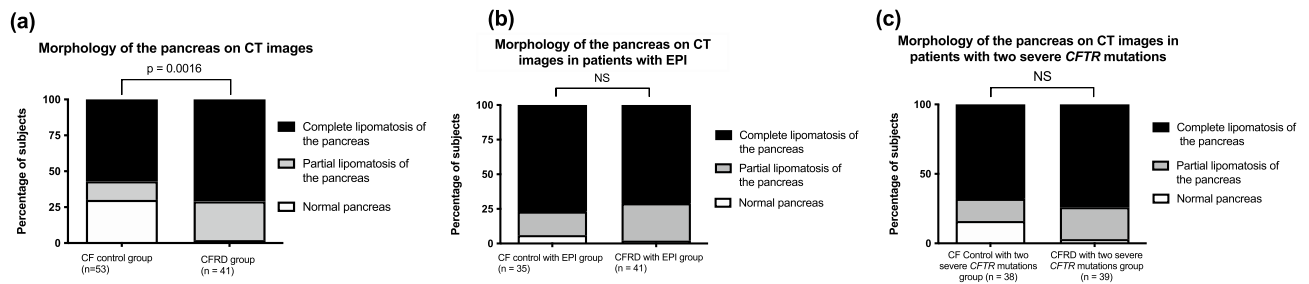 (a)
Morphology of the pancreas on CT images
p = 0.0016
100
75
50
25
0
Percentage of subjects
CF control group
(n=53)
CFRD group
(n = 41)
Complete lipomatosis of
the pancreas
Partial lipomatosis of
the pancreas
Normal pancreas
(b)
Morphology of the pancreas on CT
images in patients with EPI
NS
100
75
50
25
0
Percentage of subjects
CF control with EPI group
(n = 35)
CFRD with EPI group
(n = 41)
Complete lipomatosis of
the pancreas
Partial lipomatosis of
the pancreas
Normal pancreas
(c)
Morphology of the pancreas on CT images in
patients with two severe CFTR mutations
NS
100
50
0
Percentage of subjects
CF Control with two
severe CFTR mutations
group (n = 38)
CFRD with two severe
CFTR mutations group
(n = 39)
Complete lipomatosis of
the pancreas
Partial lipomatosis of
the pancreas
Normal pancreas